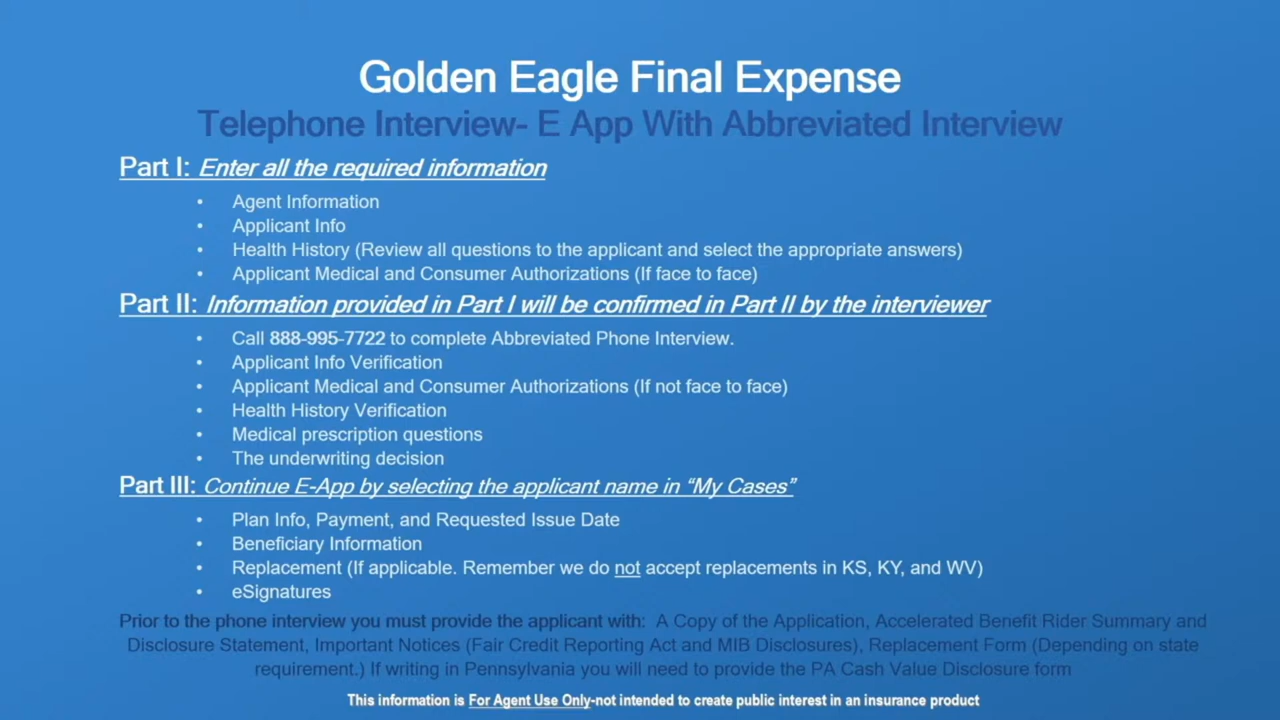 Golden Eagle Final Expense
Telephone Interview- E App With Abbreviated Interview
Part I: Enter all the required information
• Agent Information
• Applicant Info
• Health History (Review all questions to the applicant and select the appropriate answers)
• Applicant Medical and Consumer Authorizations (If face to face)
Part II: Information provided in Part I will be confirmed in Part II by the interviewer
• Call 888-995-7722 to complete Abbreviated Phone Interview.
• Applicant Info Verification
• Applicant Medical and Consumer Authorizations (If not face to face)
• Health History Verification
• Medical prescription questions
• The underwriting decision
Part III: Continue E-App by selecting the applicant name in “My Cases”
• Plan Info, Payment, and Requested Issue Date
• Beneficiary Information
• Replacement (If applicable. Remember we do not accept replacements in KS, KY, and WV)
• eSignatures
Prior to the phone interview you must provide the applicant with: A Copy of the Application, Accelerated Benefit Rider Summary and
Disclosure Statement, Important Notices (Fair Credit Reporting Act and MIB Disclosures), Replacement Form (Depending on state
requirement.) If writing in Pennsylvania you will need to provide the PA Cash Value Disclosure form
This information is For Agent Use Only-not intended to create public interest in an insurance product